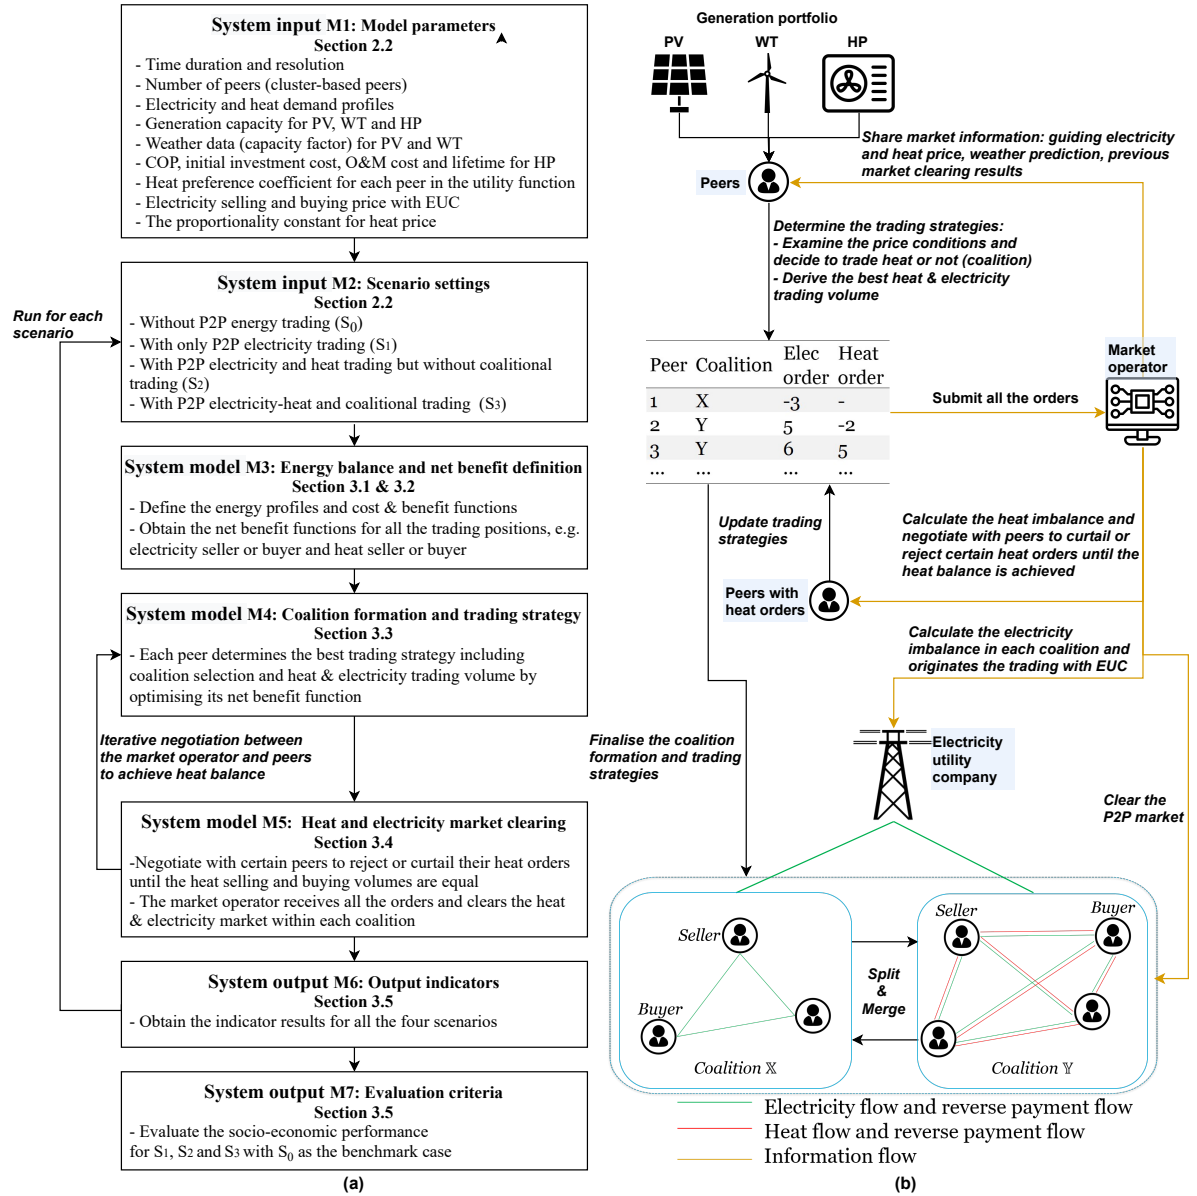 System input M1: Model parameters
Section 2.2
- Time duration and resolution
- Number of peers (cluster-based peers)
- Electricity and heat demand profiles
- Generation capacity for PV, WT and HP
- Weather data (capacity factor) for PV and WT
- COP, initial investment cost, O&M cost and lifetime for HP
- Heat preference coefficient for each peer in the utility function
- Electricity selling and buying price with EUC
- The proportionality constant for heat price
System input M2: Scenario settings
Section 2.2
- Without P2P energy trading (S0)
- With only P2P electricity trading (S1)
- With P2P electricity and heat trading but without coalitional
trading (S2)
- With P2P electricity-heat and coalitional trading (S3)
Run for each
scenario
System model M3: Energy balance and net benefit definition
Section 3.1 & 3.2
- Define the energy profiles and cost & benefit functions
- Obtain the net benefit functions for all the trading positions, e.g.
electricity seller or buyer and heat seller or buyer
System model M4: Coalition formation and trading strategy
Section 3.3
- Each peer determines the best trading strategy including
coalition selection and heat & electricity trading volume by
optimising its net benefit function
Iterative negotiation between
the market operator and peers
to achieve heat balance
System model M5: Heat and electricity market clearing
Section 3.4
-Negotiate with certain peers to reject or curtail their heat orders
until the heat selling and buying volumes are equal
- The market operator receives all the orders and clears the heat
& electricity market within each coalition
System output M6: Output indicators
Section 3.5
- Obtain the indicator results for all the four scenarios
System output M7: Evaluation criteria
Section 3.5
- Evaluate the socio-economic performance
for S1, S2 and S3 with S0 as the benchmark case
(a)
Generation portfolio
PV WT HP
Share market information: guiding electricity
and heat price, weather prediction, previous
market clearing results
Peers
Determine the trading strategies:
- Examine the price conditions and
decide to trade heat or not (coalition)
- Derive the best heat & electricity
trading volume
Peer Coalition Elec order Heat order
1 X -3 -
2 Y 5 -2
3 Y 6 5
... ... ... ...
Submit all the orders
Market
operator
Update trading
strategies
Calculate the heat imbalance and
negotiate with peers to curtail or
reject certain heat orders until the
heat balance is achieved
Peers with
heat orders
Calculate the electricity
imbalance in each coalition and
originates the trading with EUC
Finalise the coalition
formation and trading
strategies
Electricity
utility
company
Clear the
P2P market
Seller
Buyer
Coalition 𝕏
Split
&
Merge
Seller
Buyer
Coalition 𝕐
Electricity flow and reverse payment flow
Heat flow and reverse payment flow
Information flow
(b)